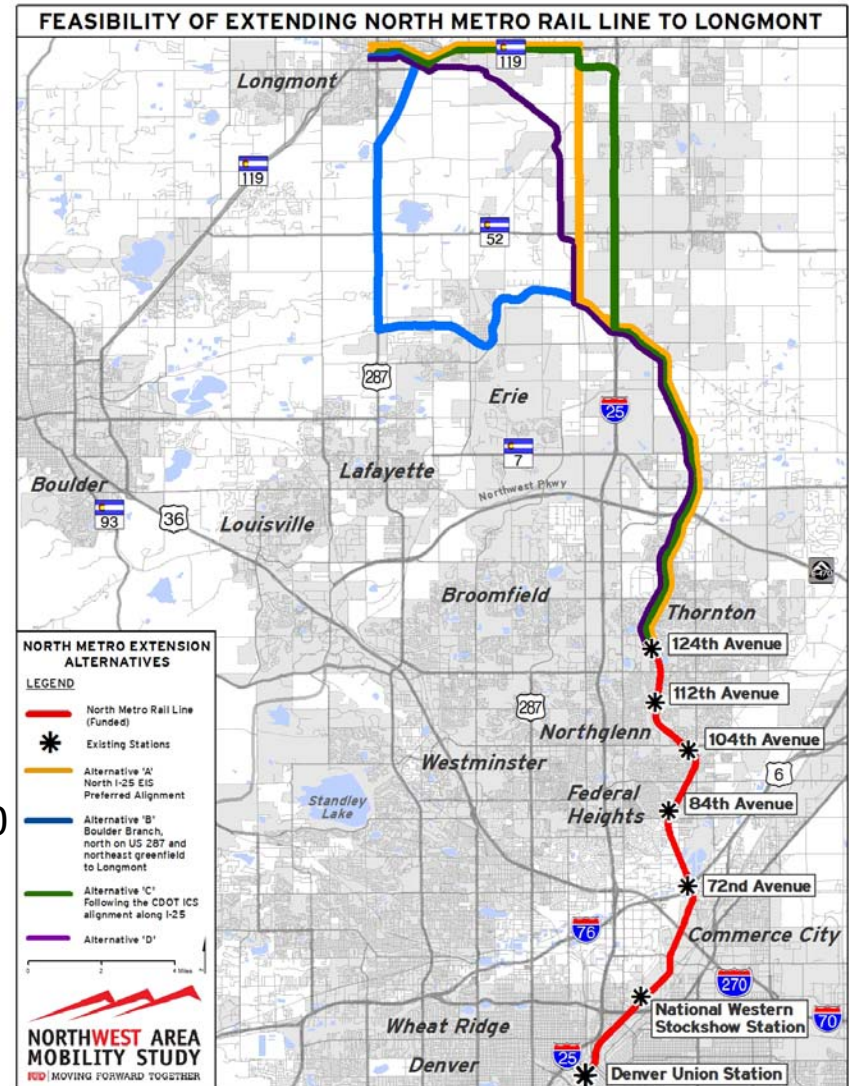 FEASIBILITY OF EXTENDING NORTH METRO RAIL LINE TO LONGMONT
119
Longmont
119
52
287
Erie
25
7
Lafayette
Boulder
Northwest Pkwy
93
36
Louisville
Broomfield
Thornton
124th Avenue
112th Avenue
287
Northglenn
104th Avenue
Westminster
6
Standley
Lake
Federal
Heights
84th Avenue
72nd Avenue
76
Commerce City
270
National Western
Stockshow Station
70
Wheat Ridge
25
Denver
Denver Union Station
NORTH METRO EXTENSION
ALTERNATIVES
LEGEND
North Metro Rail Line
(Funded)
Existing Stations
Alternative 'A'
North I-25 EIS
Preferred Alignment
Alternative 'B'
Boulder Branch,
north on US 287 and
northeast greenfield
to Longmont
Alternative 'C'
Following the CDOT ICS
alignment along I-25
Alternative 'D'
0 2 4 Miles
NORTHWEST AREA
MOBILITY STUDY
MOVING FORWARD TOGETHER
)